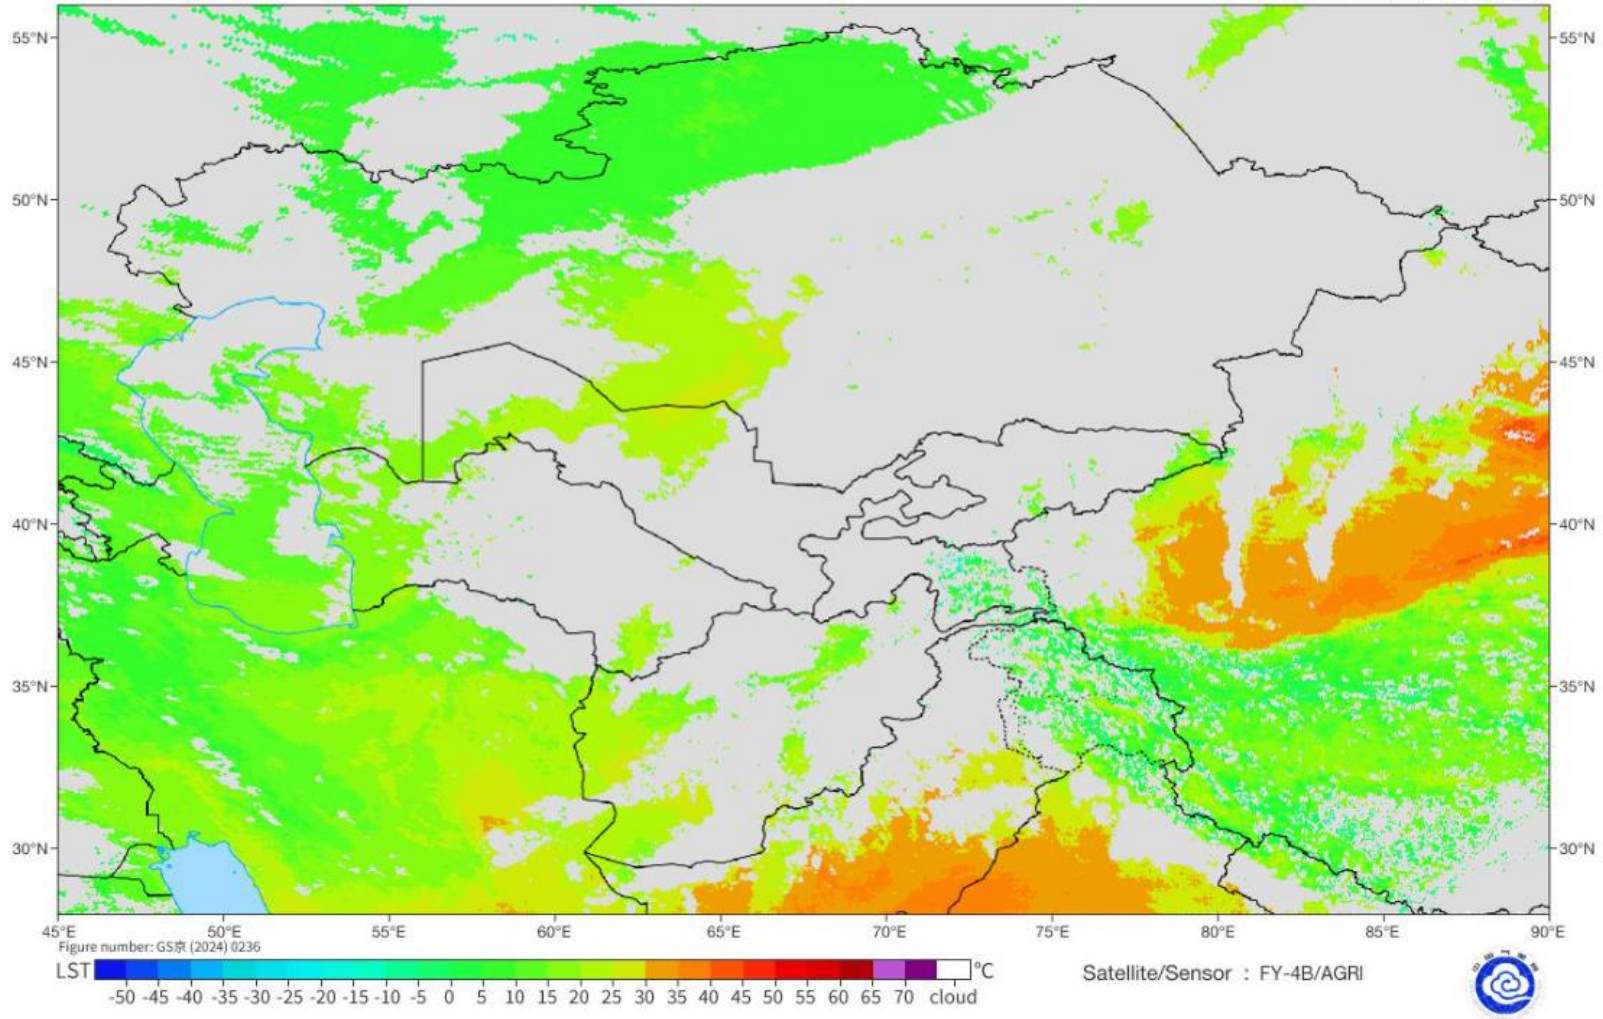 55°N 55°N
50°N 50°N
45°N 45°N
40°N 40°N
35°N 35°N
30°N 30°N
45°E 50°E 55°E 60°E 65°E 70°E 75°E 80°E 85°E 90°E
Figure number: GS京 (2024) 0236
LST °C
-50 -45 -40 -35 -30 -25 -20 -15 -10 -5 0 5 10 15 20 25 30 35 40 45 50 55 60 65 70 cloud
Satellite/Sensor : FY-4B/AGRI